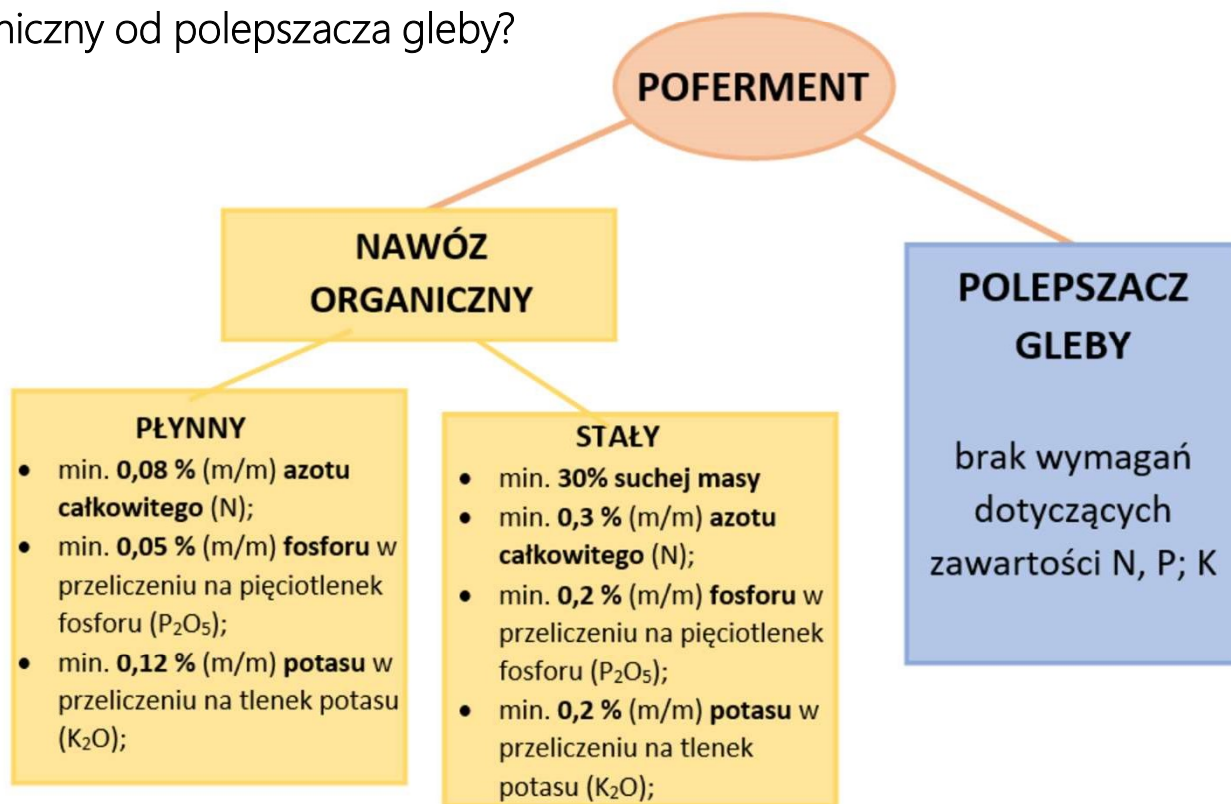 niczny od polepszacza gleby?
POFERMENT
NAWÓZ
ORGANICZNY
PŁYNNY
• min. 0,08 % (m/m) azotu
całkowitego (N);
• min. 0,05 % (m/m) fosforu w
przeliczeniu na pięciotlenek
fosforu (P₂O₅);
• min. 0,12 % (m/m) potasu w
przeliczeniu na tlenek potasu
(K₂O);
STAŁY
• min. 30% suchej masy
• min. 0,3 % (m/m) azotu
całkowitego (N);
• min. 0,2 % (m/m) fosforu w
przeliczeniu na pięciotlenek
fosforu (P₂O₅);
• min. 0,2 % (m/m) potasu w
przeliczeniu na tlenek
potasu (K₂O);
POLEPSZACZ
GLEBY
brak wymagań
dotyczących
zawartości N, P; K